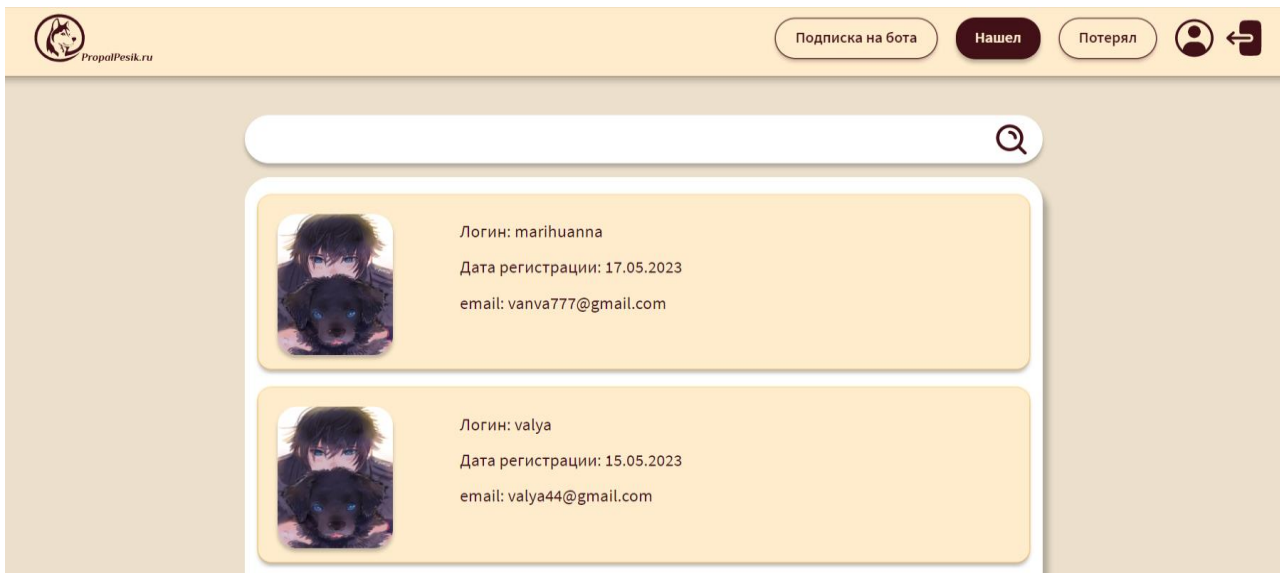 PropalPesik.ru
Подписка на бота
Нашел
Потерял
Логин: marihuanna
Дата регистрации: 17.05.2023
email: vanva777@gmail.com
Логин: valya
Дата регистрации: 15.05.2023
email: valya44@gmail.com